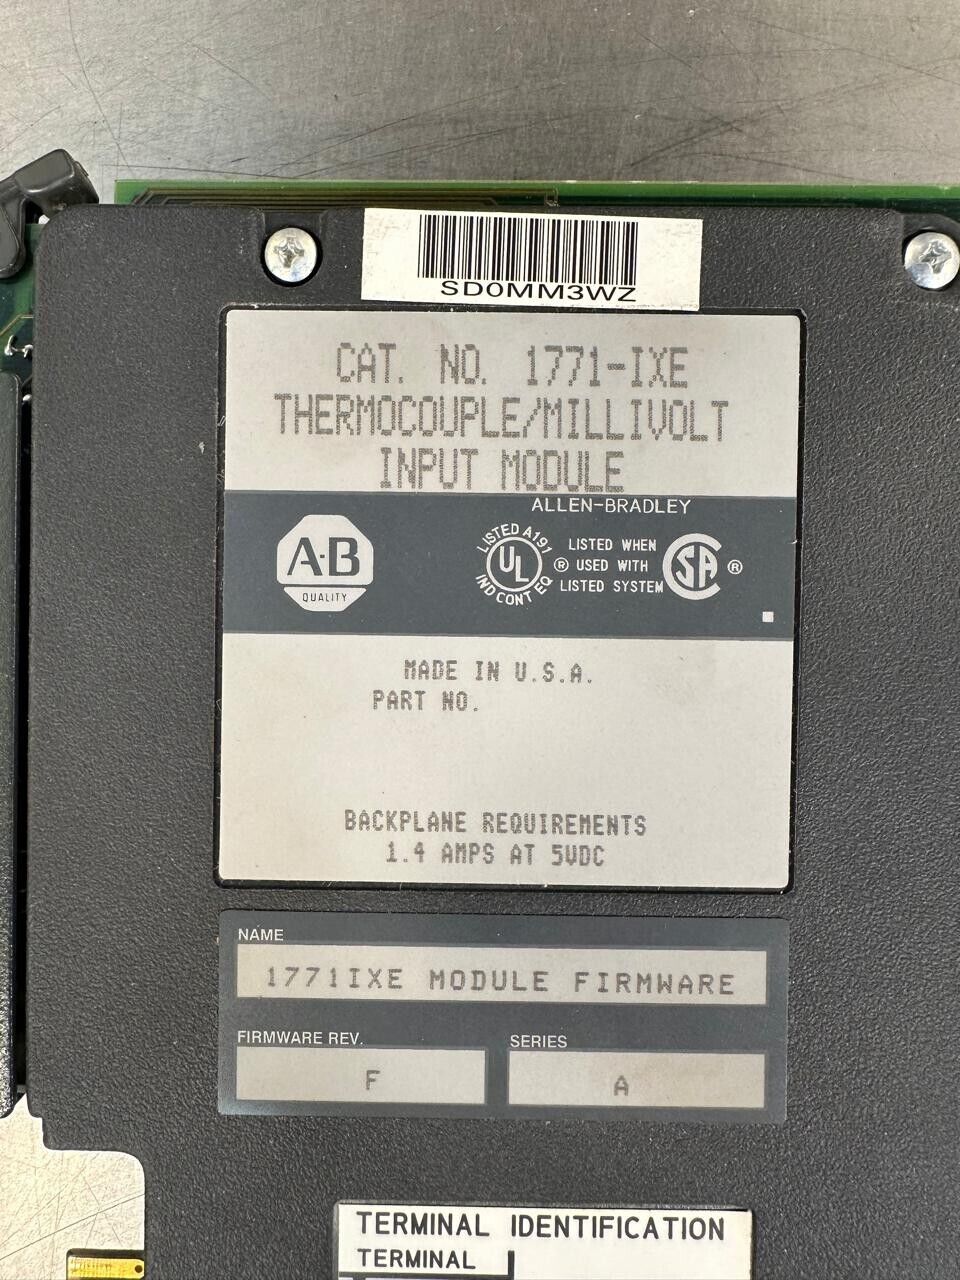 SD0MM3WZ
CAT. NO. 1771-IXE
THERMOCOUPLE/MILLIVOLT
INPUT MODULE
ALLEN-BRADLEY
A·B
QUALITY
LISTED A191
UL
IND CONT EQ
®
LISTED WHEN
USED WITH
LISTED SYSTEM
SA
®
MADE IN U.S.A.
PART NO.
BACKPLANE REQUIREMENTS
1.4 AMPS AT 5VDC
NAME
1771IXE MODULE FIRMWARE
FIRMWARE REV.
F
SERIES
A
TERMINAL IDENTIFICATION
TERMINAL